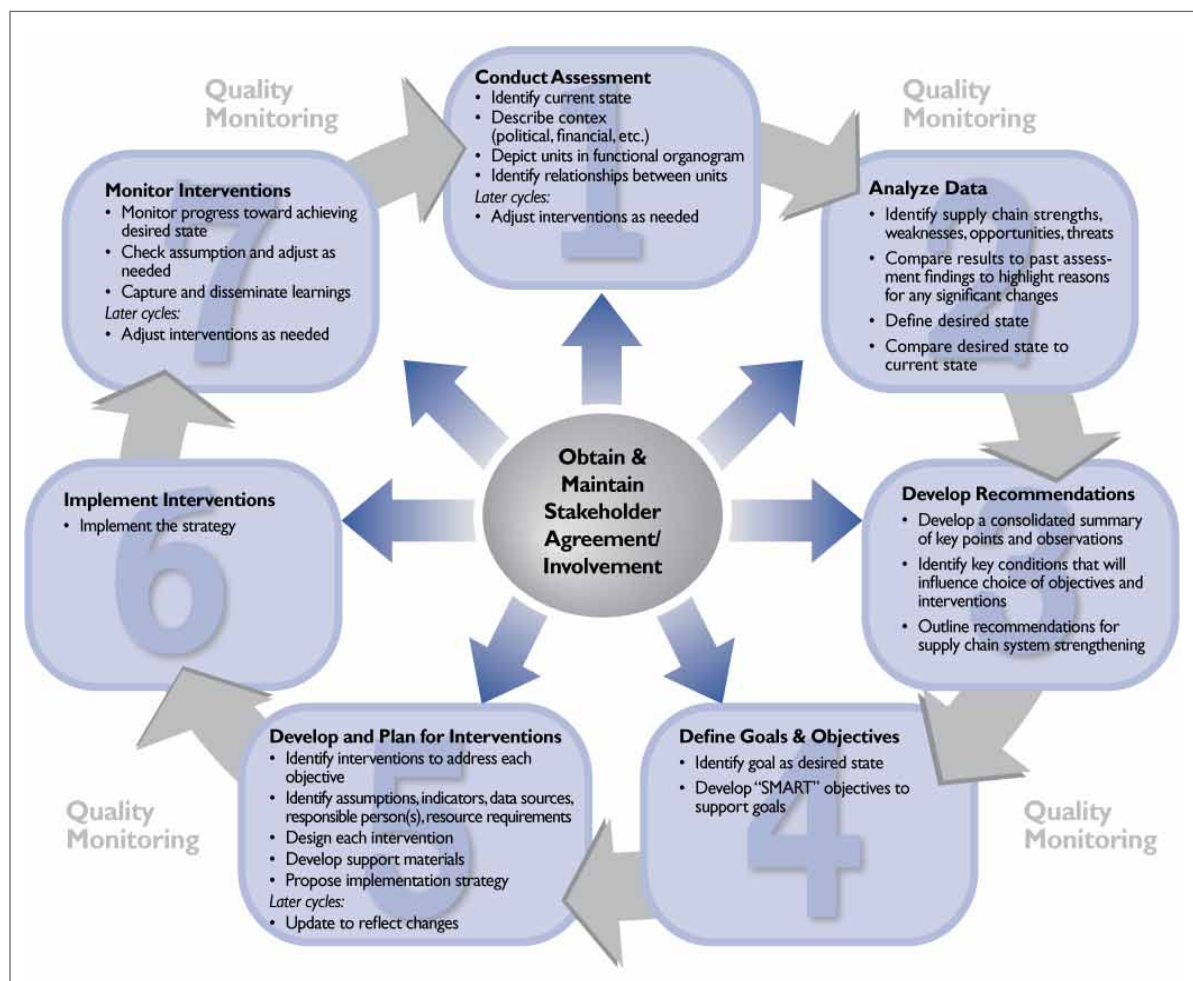 Quality
Monitoring
1
Conduct Assessment
• Identify current state
• Describe contex
(political, financial, etc.)
• Depict units in functional organogram
• Identify relationships between units
Later cycles:
• Adjust interventions as needed
Quality
Monitoring
2
Analyze Data
• Identify supply chain strengths,
weaknesses, opportunities, threats
• Compare results to past assess-
ment findings to highlight reasons
for any significant changes
• Define desired state
• Compare desired state to
current state
3
Develop Recommendations
• Develop a consolidated summary
of key points and observations
• Identify key conditions that will
influence choice of objectives and
interventions
• Outline recommendations for
supply chain system strengthening
4
Define Goals & Objectives
• Identify goal as desired state
• Develop “SMART” objectives to
support goals
Quality
Monitoring
5
Develop and Plan for Interventions
• Identify interventions to address each
objective
• Identify assumptions, indicators, data sources,
responsible person(s), resource requirements
• Design each intervention
• Develop support materials
• Propose implementation strategy
Later cycles:
• Update to reflect changes
Quality
Monitoring
6
Implement Interventions
• Implement the strategy
7
Monitor Interventions
• Monitor progress toward achieving
desired state
• Check assumption and adjust as
needed
• Capture and disseminate learnings
Later cycles:
• Adjust interventions as needed
Obtain &
Maintain
Stakeholder
Agreement/
Involvement